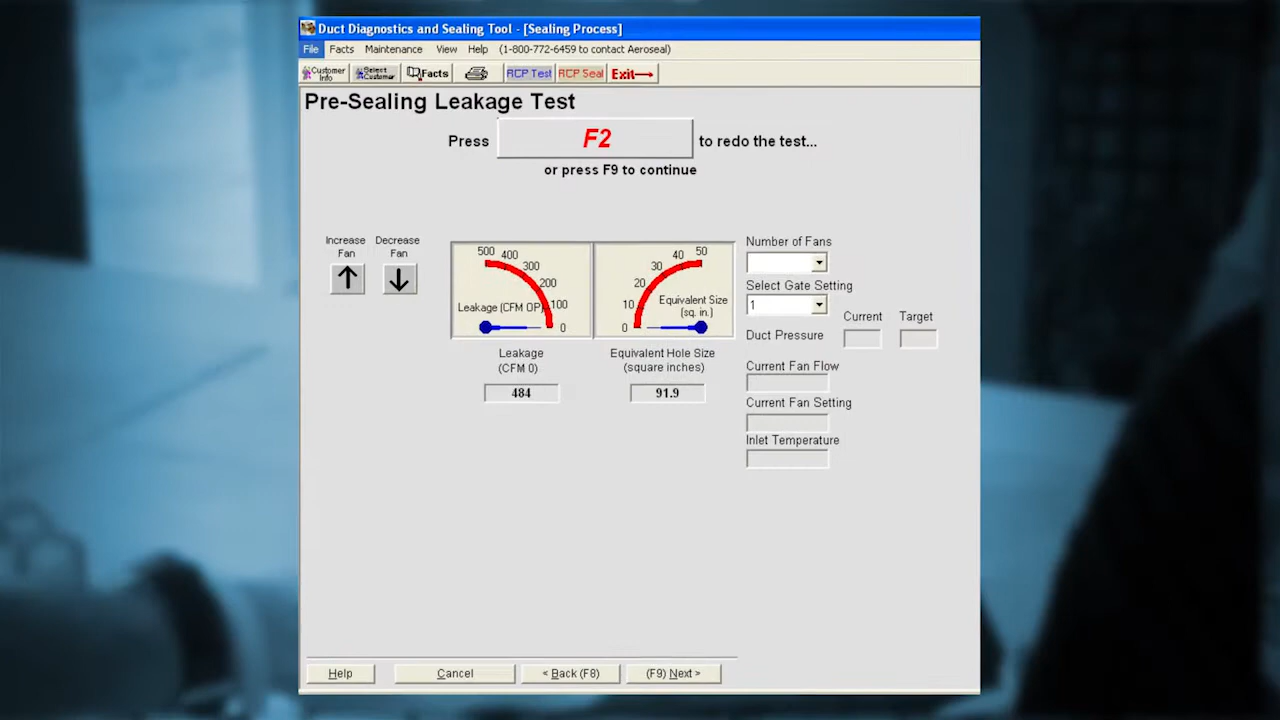 Duct Diagnostics and Sealing Tool - [Sealing Process]
File Facts Maintenance View Help (1-800-772-6459 to contact Aeroseal)
Customer Info Select Customer Facts RCP Test RCP Seal Exit
Pre-Sealing Leakage Test
Press F2 to redo the test...
or press F9 to continue
Increase Fan
Decrease Fan
500 400 300 200 100 0
Leakage (CFM 0P)
0 10 20 30 40 50
Equivalent Size
(sq. in.)
Leakage
(CFM 0)
484
Equivalent Hole Size
(square inches)
91.9
Number of Fans
Select Gate Setting
1
Current Target
Duct Pressure
Current Fan Flow
Current Fan Setting
Inlet Temperature
Help Cancel < Back (F8) (F9) Next >